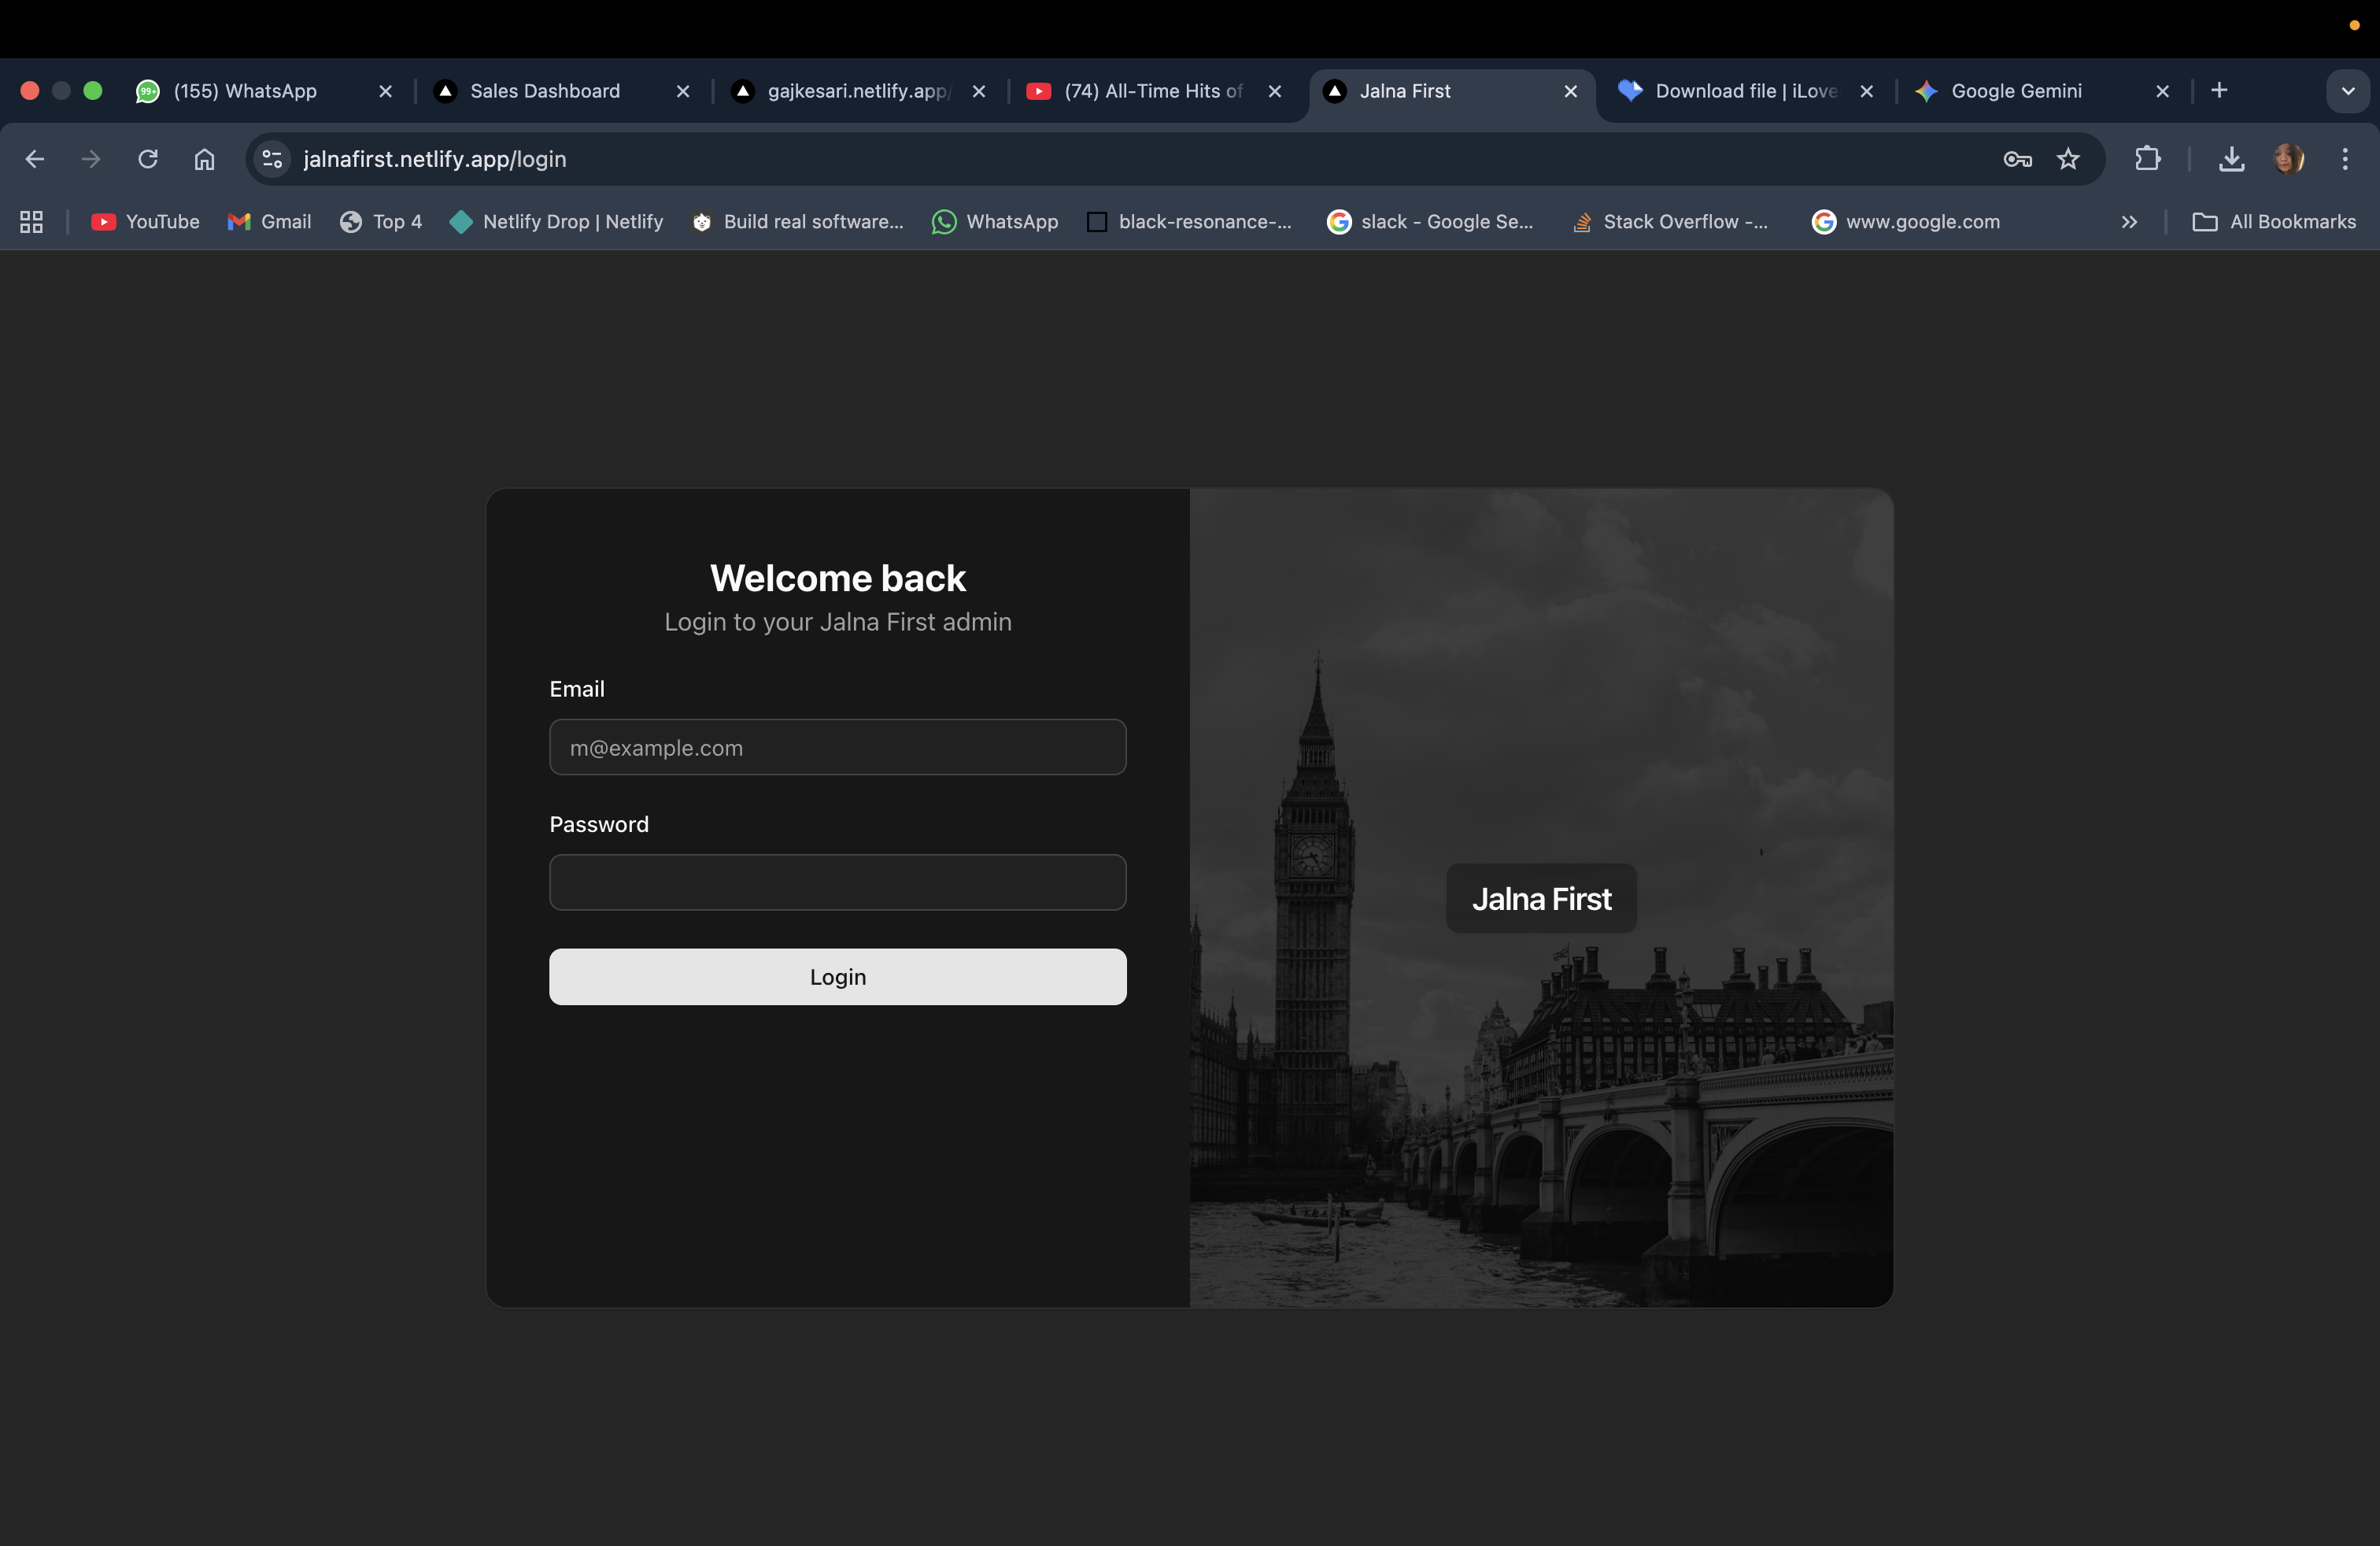 (155) WhatsApp
Sales Dashboard
gajkesari.netlify.app/
(74) All-Time Hits of
Jalna First
Download file | iLove
Google Gemini
jalnafirst.netlify.app/login
YouTube
Gmail
Top 4
Netlify Drop | Netlify
Build real software...
WhatsApp
black-resonance-...
slack - Google Se...
Stack Overflow -...
www.google.com
All Bookmarks
Welcome back
Login to your Jalna First admin
Email
m@example.com
Password
Login
Jalna First